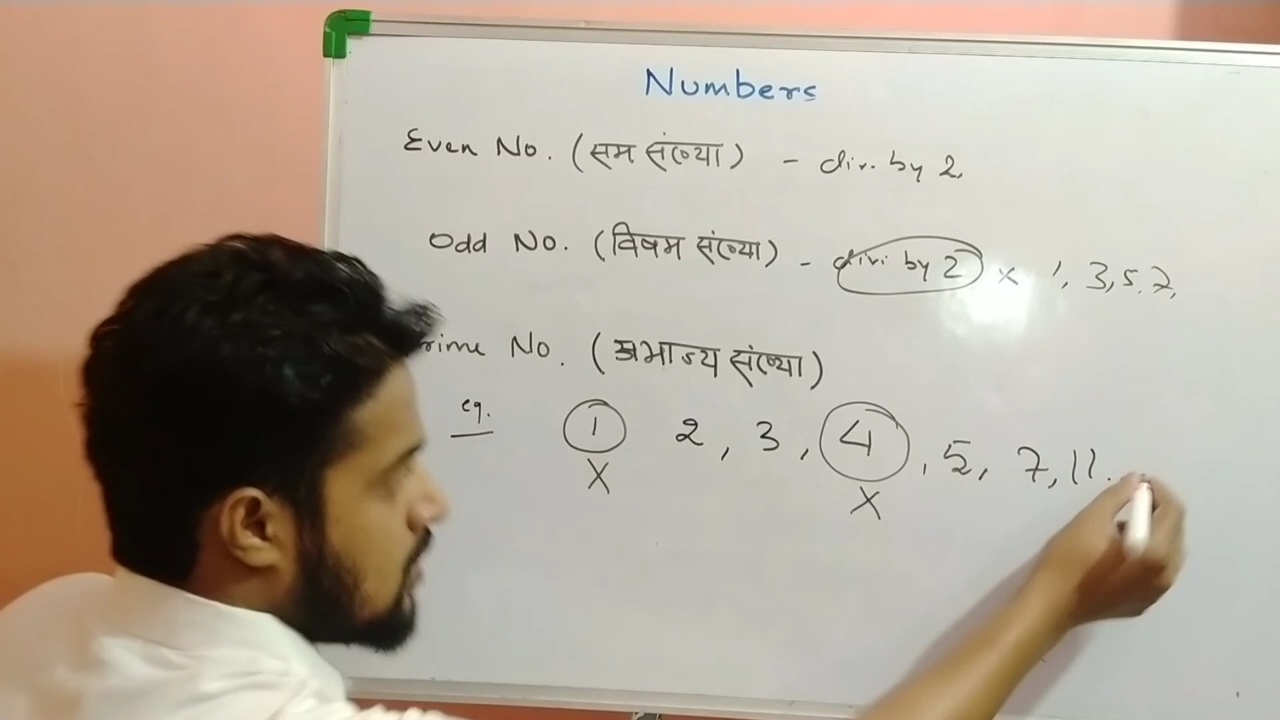 Numbers
Even No. (सम संख्या) - div. by 2,
Odd No. (विषम संख्या) - divi. by 2 x 1, 3, 5, 7,
rime No. (अभाज्य संख्या)
eg. 1 2, 3, 4, 5, 7, 11.
X X